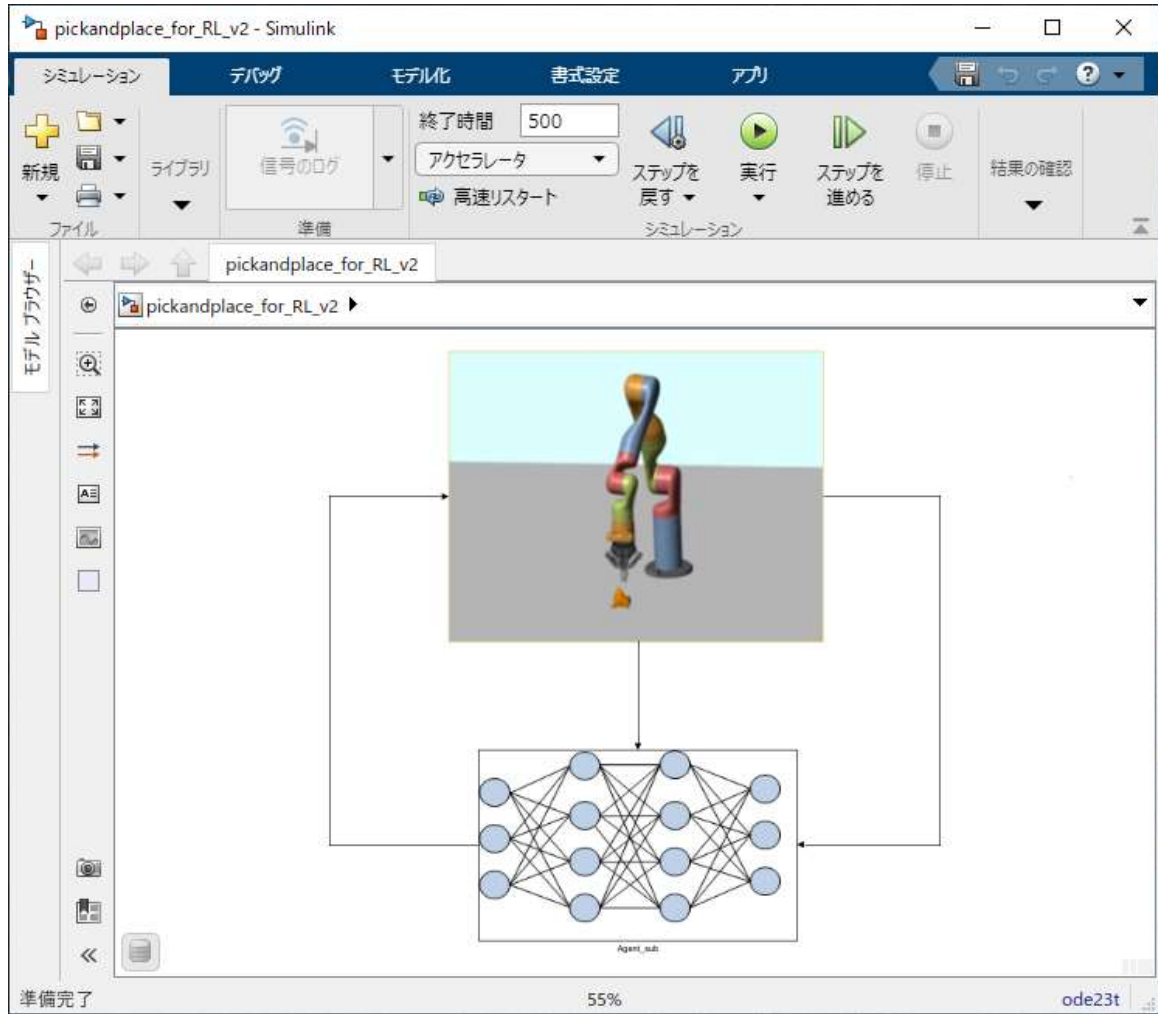 pickandplace_for_RL_v2 - Simulink
シミュレーション
デバッグ
モデル化
書式設定
アプリ
新規
ファイル
ライブラリ
信号のログ
準備
終了時間 500
アクセラレータ
高速リスタート
ステップを
戻す
実行
ステップを
進める
停止
シミュレーション
結果の確認
モデル ブラウザー
pickandplace_for_RL_v2
pickandplace_for_RL_v2
Agent_sub
準備完了
55%
ode23t